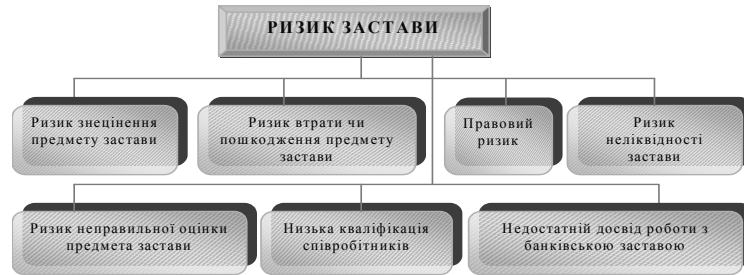 РИЗИК ЗАСТАВИ
Ризик знецінення
предмету застави
Ризик втрати чи
пошкодження предмету
застави
Правовий
ризик
Ризик
неліквідності
застави
Ризик неправильної оцінки
предмета застави
Низька кваліфікація
співробітників
Недостатній досвід роботи з
банківською заставою